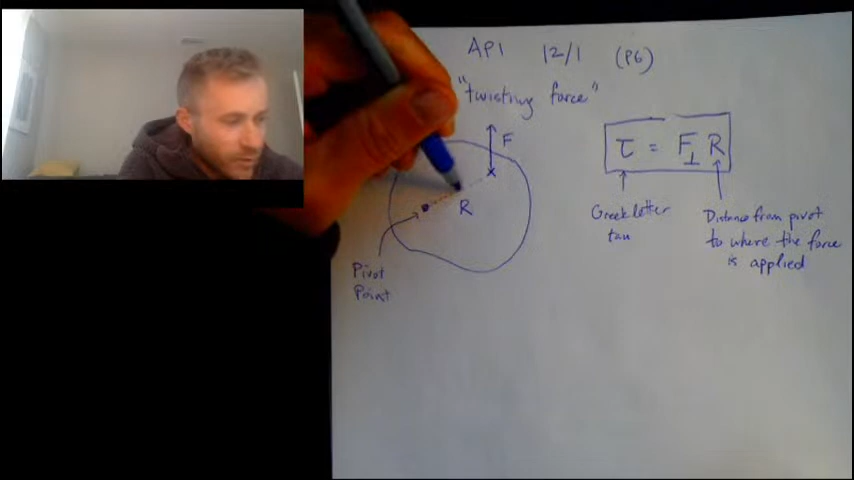 AP1 12/1 (P6)
"twisting force"
F
R
Pivot
Point
τ = F⊥ R
Greek letter
tau
Distance from pivot
to where the force
is applied